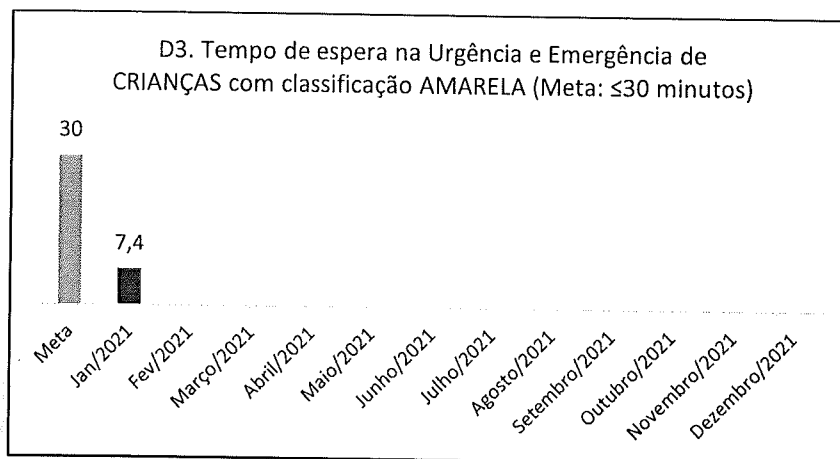 D3. Tempo de espera na Urgência e Emergência de
CRIANÇAS com classificação AMARELA (Meta: ≤30 minutos)
30
7,4
Meta
Jan/2021
Fev/2021
Março/2021
Abril/2021
Maio/2021
Junho/2021
Julho/2021
Agosto/2021
Setembro/2021
Outubro/2021
Novembro/2021
Dezembro/2021